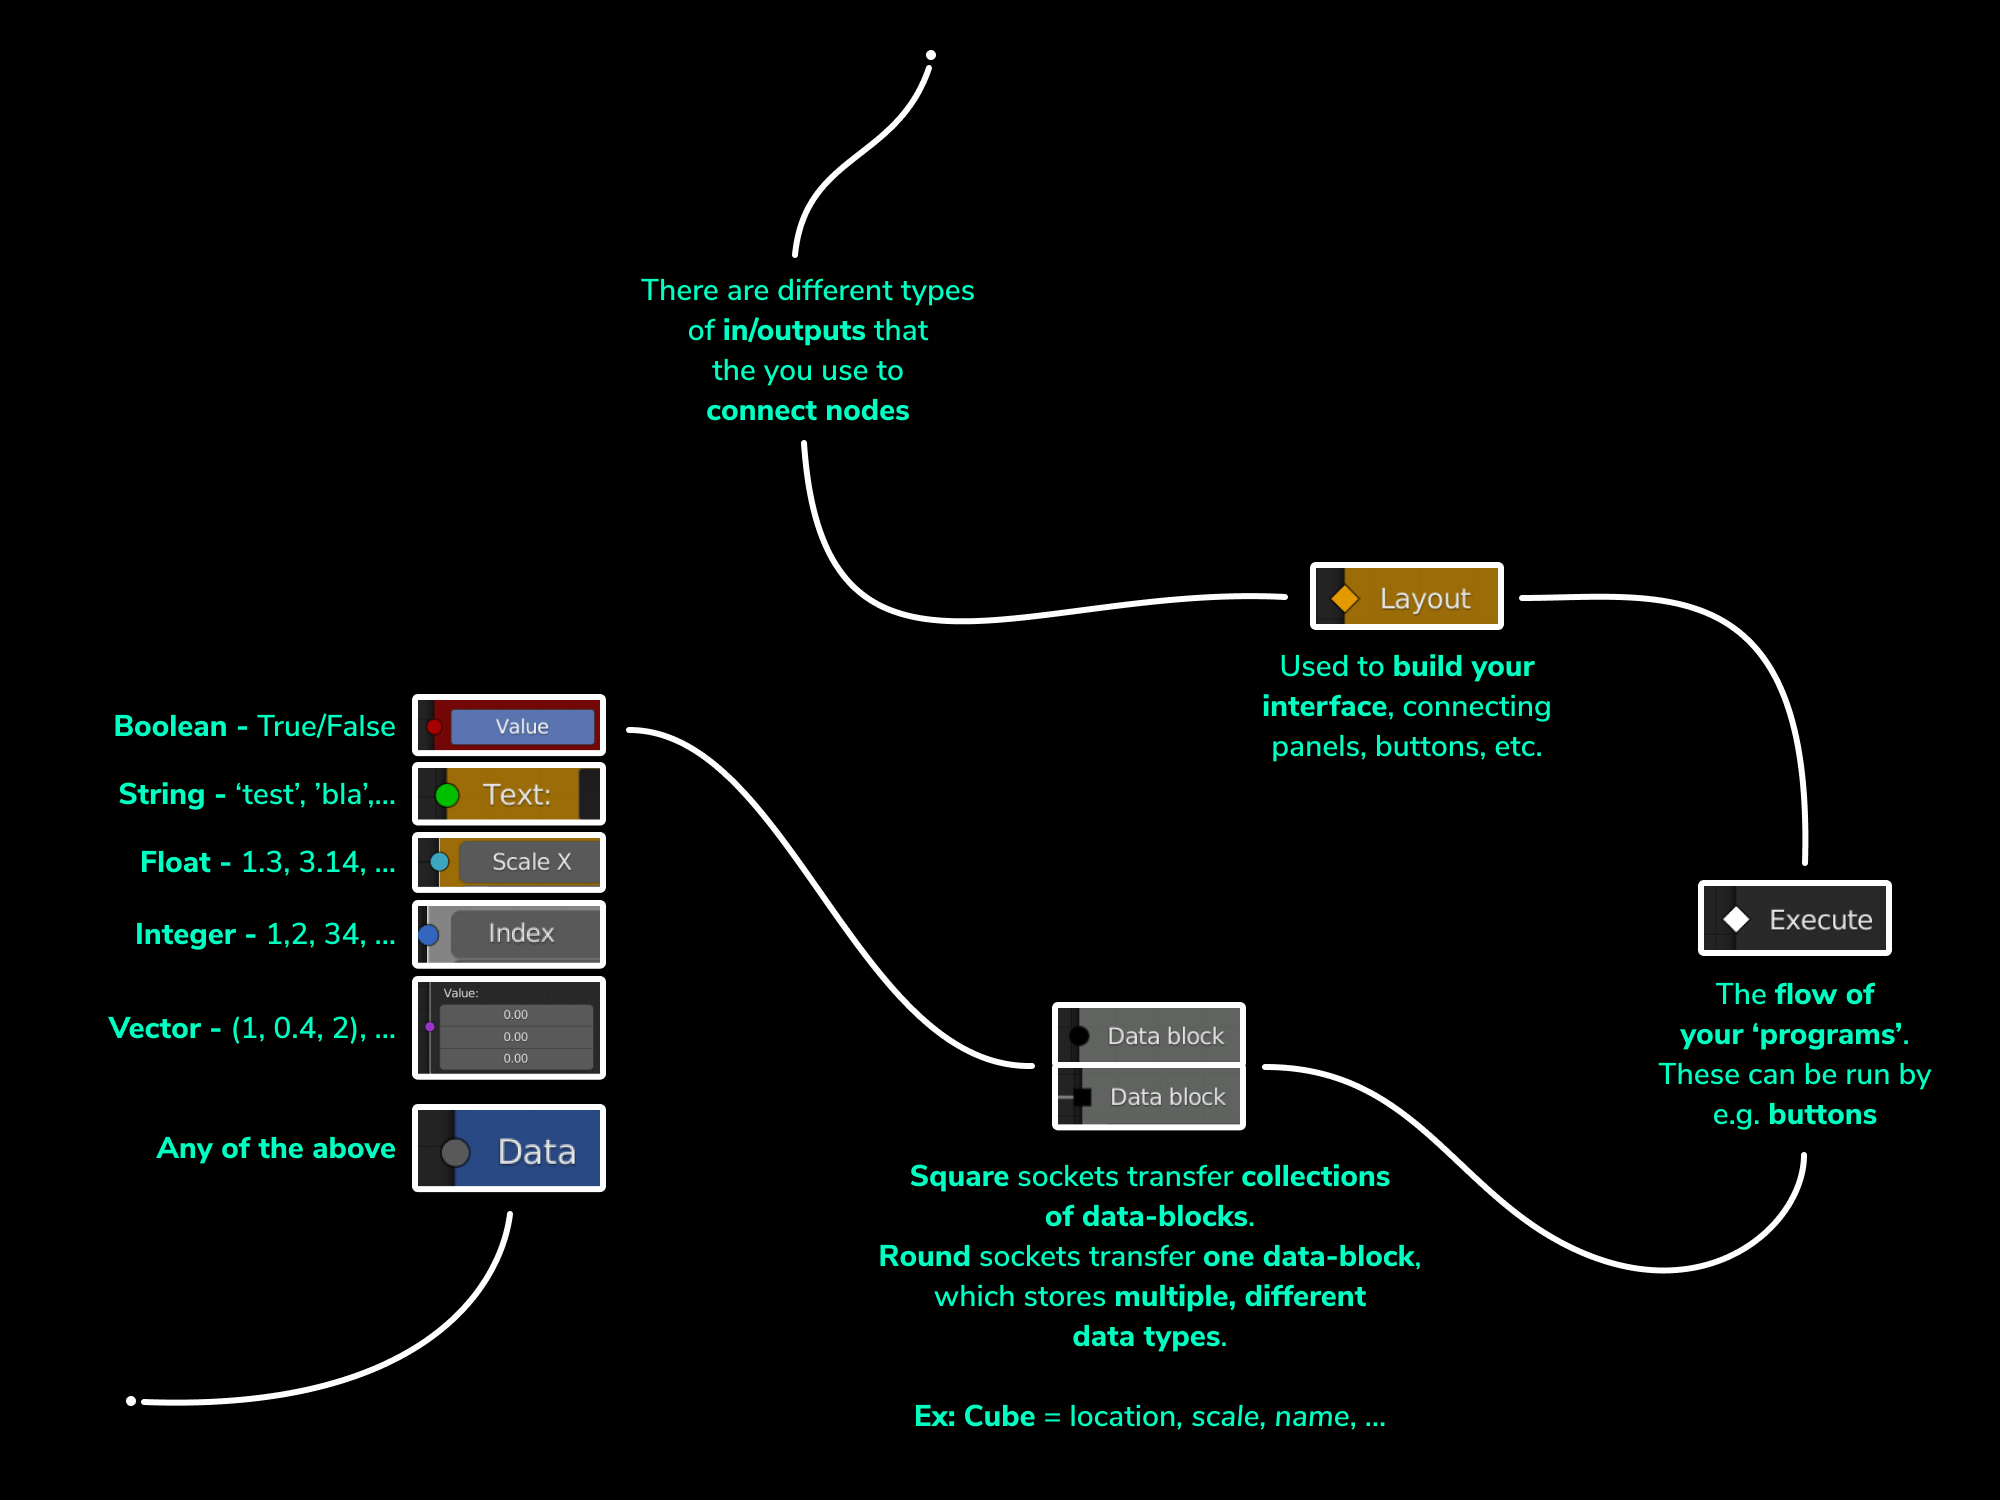 There are different types
of in/outputs that
the you use to
connect nodes
Layout
Used to build your
interface, connecting
panels, buttons, etc.
Execute
The flow of
your ‘programs’.
These can be run by
e.g. buttons
Data block
Data block
Square sockets transfer collections
of data-blocks.
Round sockets transfer one data-block,
which stores multiple, different
data types.
Ex: Cube = location, scale, name, ...
Boolean - True/False
Value
String - ‘test’, ’bla’,...
Text:
Float - 1.3, 3.14, ...
Scale X
Integer - 1,2, 34, ...
Index
Vector - (1, 0.4, 2), ...
Value:
0.00
0.00
0.00
Any of the above
Data